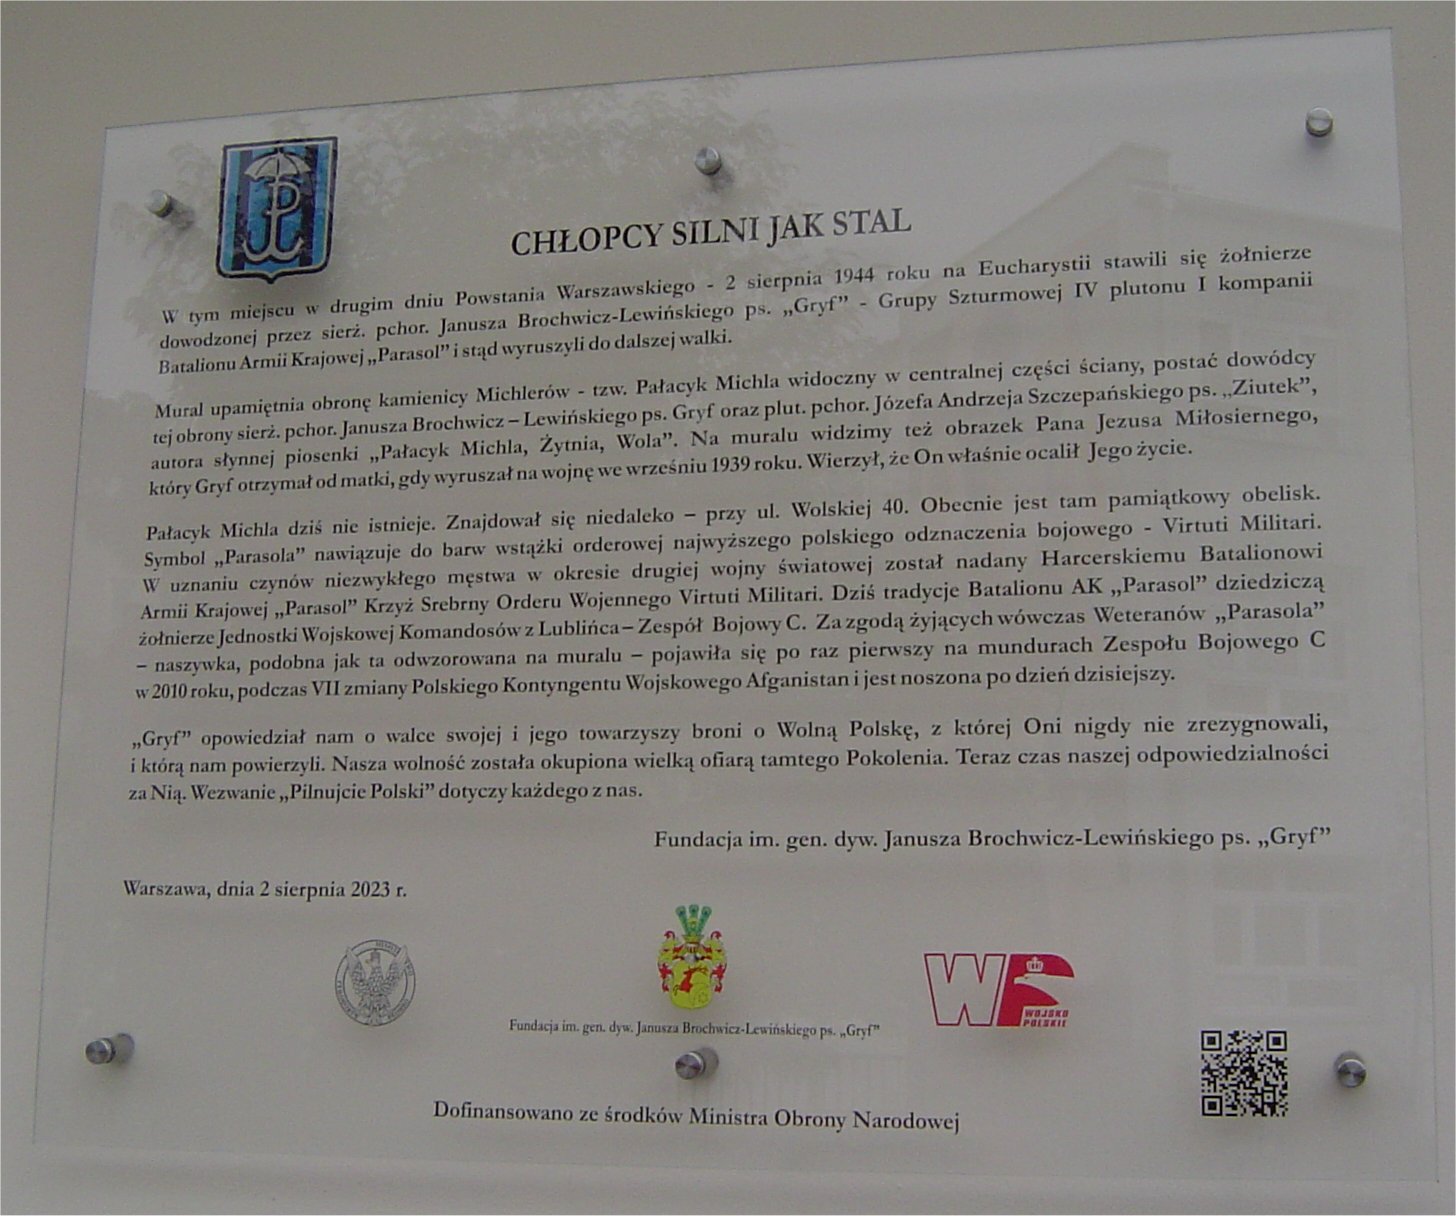 CHŁOPCY SILNI JAK STAL
W tym miejscu w drugim dniu Powstania Warszawskiego - 2 sierpnia 1944 roku na Eucharystii stawili się żołnierze
dowodzonej przez sierż. pchor. Janusza Brochwicz-Lewińskiego ps. „Gryf” - Grupy Szturmowej IV plutonu I kompanii
Batalionu Armii Krajowej „Parasol” i stąd wyruszyli do dalszej walki.
Mural upamiętnia obronę kamienicy Michlerów - tzw. Pałacyk Michla widoczny w centralnej części ściany, postać dowódcy
tej obrony sierż. pchor. Janusza Brochwicz – Lewińskiego ps. Gryf oraz plut. pchor. Józefa Andrzeja Szczepańskiego ps. „Ziutek”,
autora słynnej piosenki „Pałacyk Michla, Żytnia, Wola”. Na muralu widzimy też obrazek Pana Jezusa Miłosiernego,
który Gryf otrzymał od matki, gdy wyruszał na wojnę we wrześniu 1939 roku. Wierzył, że On właśnie ocalił Jego życie.
Pałacyk Michla dziś nie istnieje. Znajdował się niedaleko – przy ul. Wolskiej 40. Obecnie jest tam pamiątkowy obelisk.
Symbol „Parasola” nawiązuje do barw wstążki orderowej najwyższego polskiego odznaczenia bojowego - Virtuti Militari.
W uznaniu czynów niezwykłego męstwa w okresie drugiej wojny światowej został nadany Harcerskiemu Batalionowi
Armii Krajowej „Parasol” Krzyż Srebrny Orderu Wojennego Virtuti Militari. Dziś tradycje Batalionu AK „Parasol” dziedziczą
żołnierze Jednostki Wojskowej Komandosów z Lublińca – Zespół Bojowy C. Za zgodą żyjących wówczas Weteranów „Parasola”
– naszywka, podobna jak ta odwzorowana na muralu – pojawiła się po raz pierwszy na mundurach Zespołu Bojowego C
w 2010 roku, podczas VII zmiany Polskiego Kontyngentu Wojskowego Afganistan i jest noszona po dzień dzisiejszy.
„Gryf” opowiedział nam o walce swojej i jego towarzyszy broni o Wolną Polskę, z której Oni nigdy nie zrezygnowali,
i którą nam powierzyli. Nasza wolność została okupiona wielką ofiarą tamtego Pokolenia. Teraz czas naszej odpowiedzialności
za Nią. Wezwanie „Pilnujcie Polski” dotyczy każdego z nas.
Fundacja im. gen. dyw. Janusza Brochwicz-Lewińskiego ps. „Gryf”
Warszawa, dnia 2 sierpnia 2023 r.
Fundacja im. gen. dyw. Janusza Brochwicz-Lewińskiego ps. „Gryf”
WP
WOJSKO
POLSKIE
Dofinansowano ze środków Ministra Obrony Narodowej